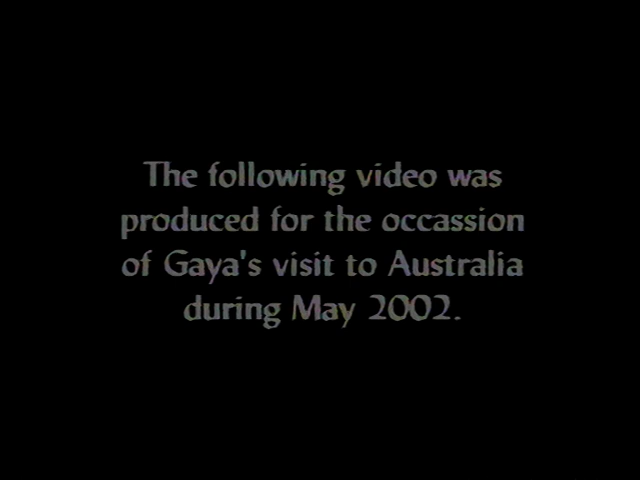 The following video was
produced for the occassion
of Gaya's visit to Australia
during May 2002.